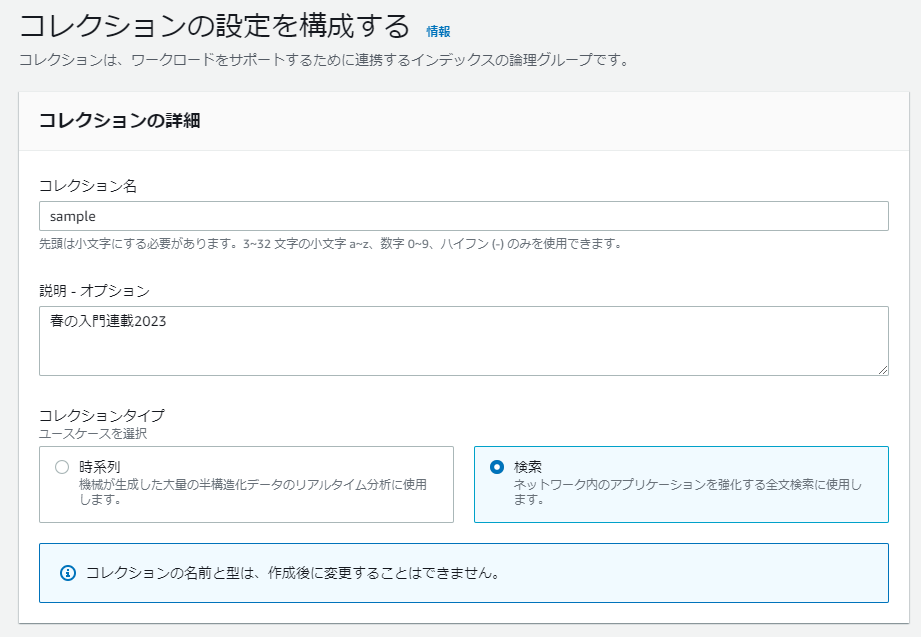 コレクションの設定を構成する 情報
コレクションは、ワークロードをサポートするために連携するインデックスの論理グループです。
コレクションの詳細
コレクション名
sample
先頭は小文字にする必要があります。3~32 文字の小文字 a~z、数字 0~9、ハイフン (-) のみを使用できます。
説明 - オプション
春の入門連載2023
コレクションタイプ
ユースケースを選択
時系列
機械が生成した大量の半構造化データのリアルタイム分析に使用
します。
検索
ネットワーク内のアプリケーションを強化する全文検索に使用し
ます。
コレクションの名前と型は、作成後に変更することはできません。